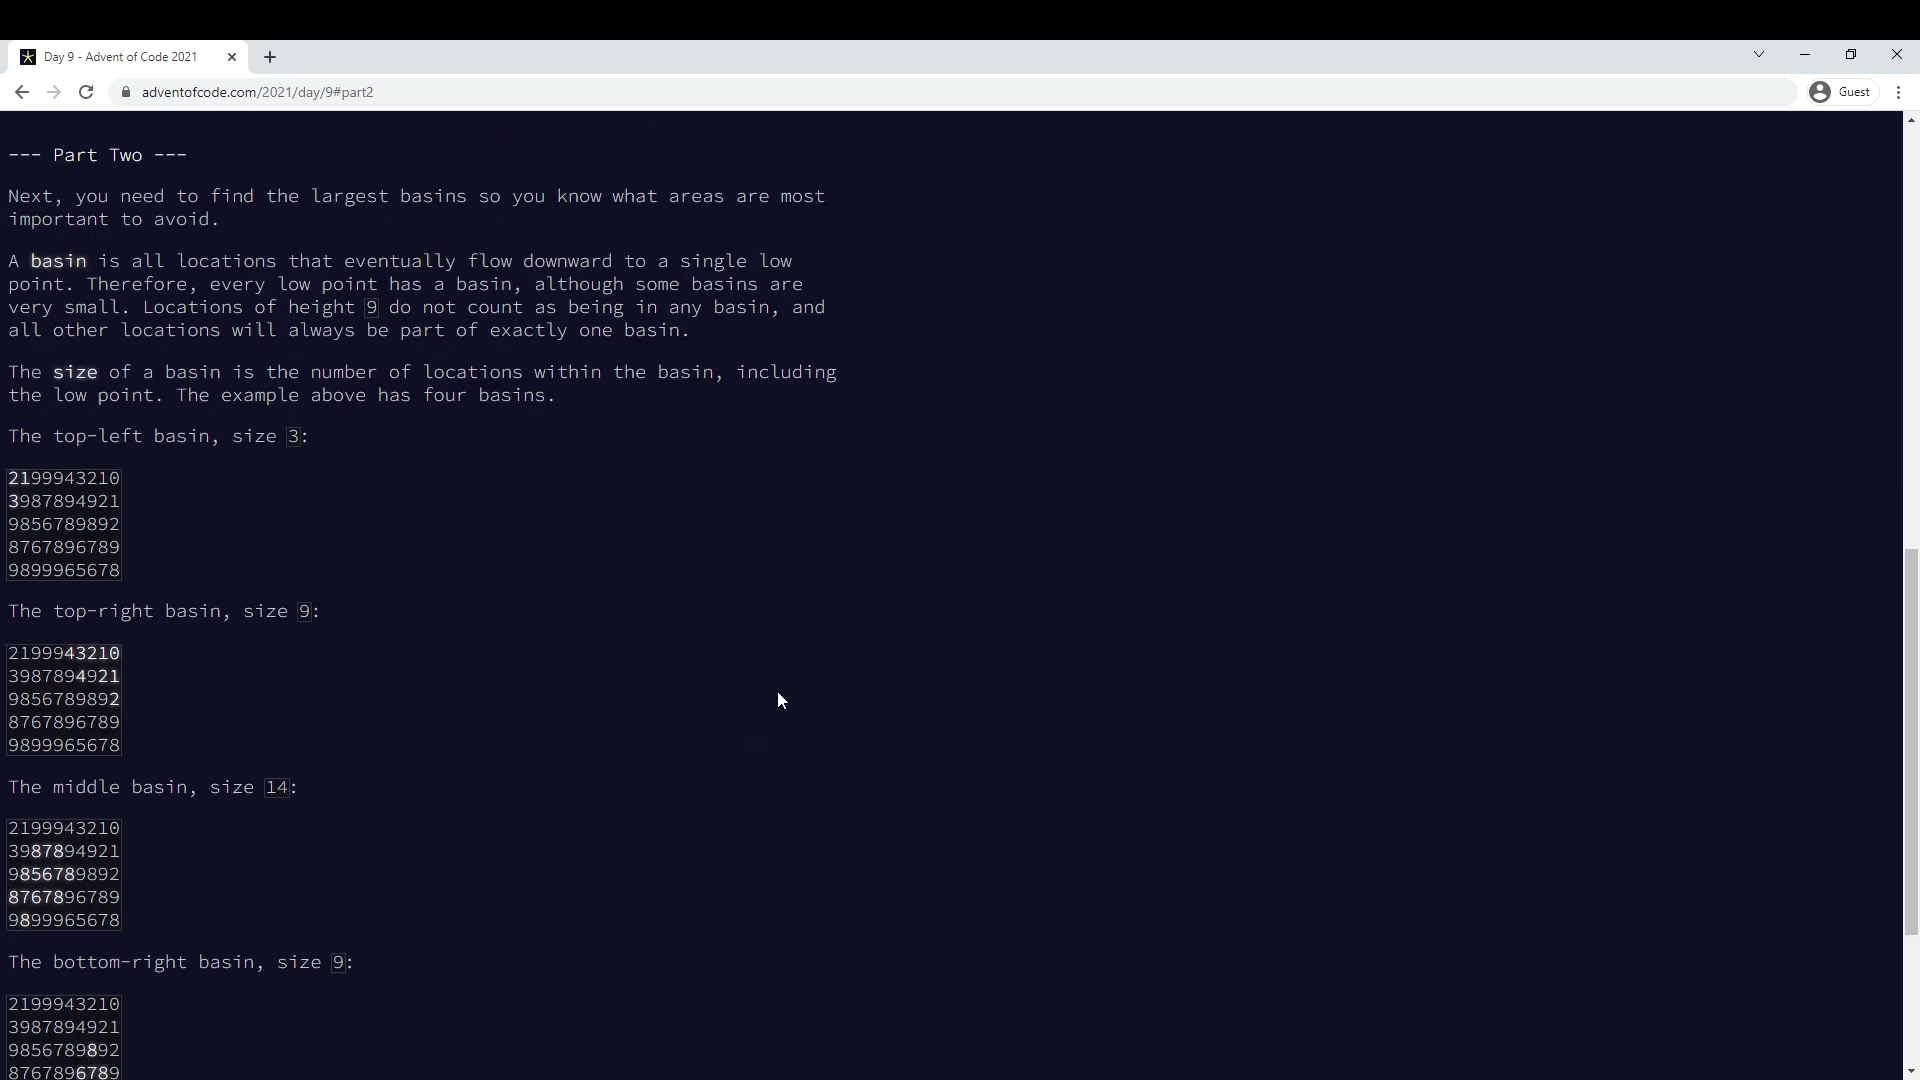 Day 9 - Advent of Code 2021
adventofcode.com/2021/day/9#part2
Guest
--- Part Two ---
Next, you need to find the largest basins so you know what areas are most
important to avoid.
A basin is all locations that eventually flow downward to a single low
point. Therefore, every low point has a basin, although some basins are
very small. Locations of height 9 do not count as being in any basin, and
all other locations will always be part of exactly one basin.
The size of a basin is the number of locations within the basin, including
the low point. The example above has four basins.
The top-left basin, size 3:
2199943210
3987894921
9856789892
8767896789
9899965678
The top-right basin, size 9:
2199943210
3987894921
9856789892
8767896789
9899965678
The middle basin, size 14:
2199943210
3987894921
9856789892
8767896789
9899965678
The bottom-right basin, size 9:
2199943210
3987894921
9856789892
8767896789